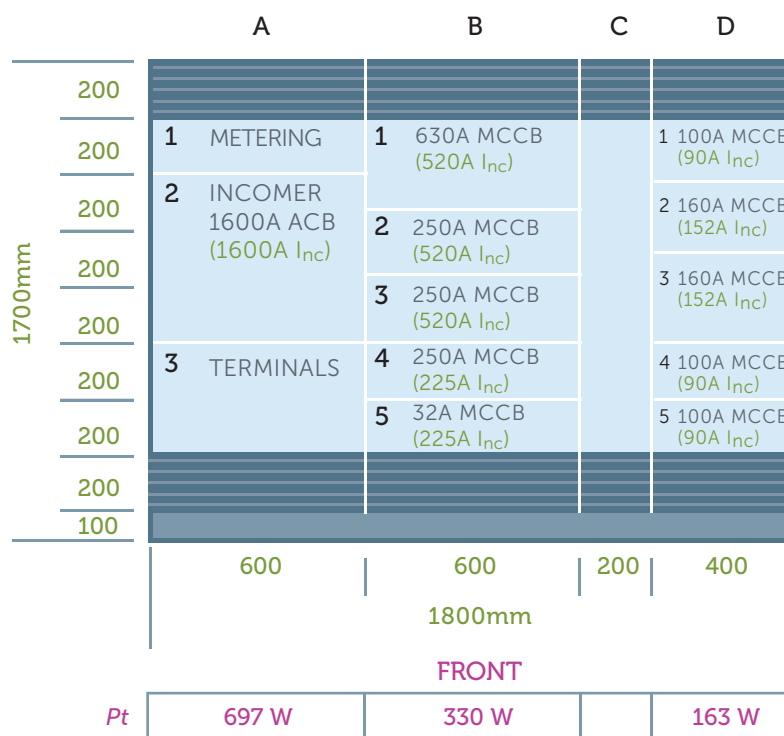 A B C D
200
200
200
200
200
200
200
200
100
1700mm
1 METERING
2 INCOMER
1600A ACB
(1600A Inc)
3 TERMINALS
1 630A MCCB
(520A Inc)
2 250A MCCB
(520A Inc)
3 250A MCCB
(520A Inc)
4 250A MCCB
(225A Inc)
5 32A MCCB
(225A Inc)
1 100A MCCB
(90A Inc)
2 160A MCCB
(152A Inc)
3 160A MCCB
(152A Inc)
4 100A MCCB
(90A Inc)
5 100A MCCB
(90A Inc)
600 600 200 400
1800mm
FRONT
Pt 697 W 330 W 163 W